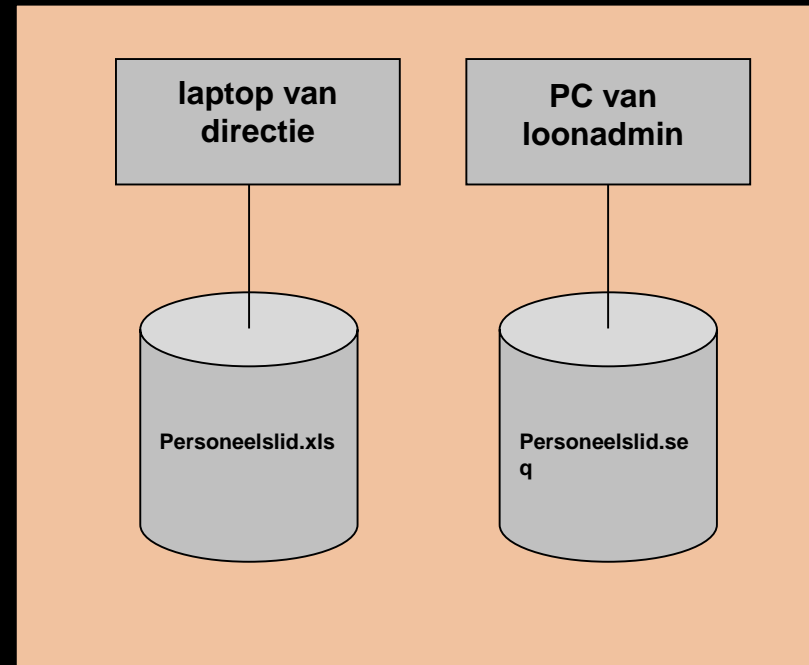 laptop van
directie
PC van
loonadmin
Personeelslid.xls
Personeelslid.se
q